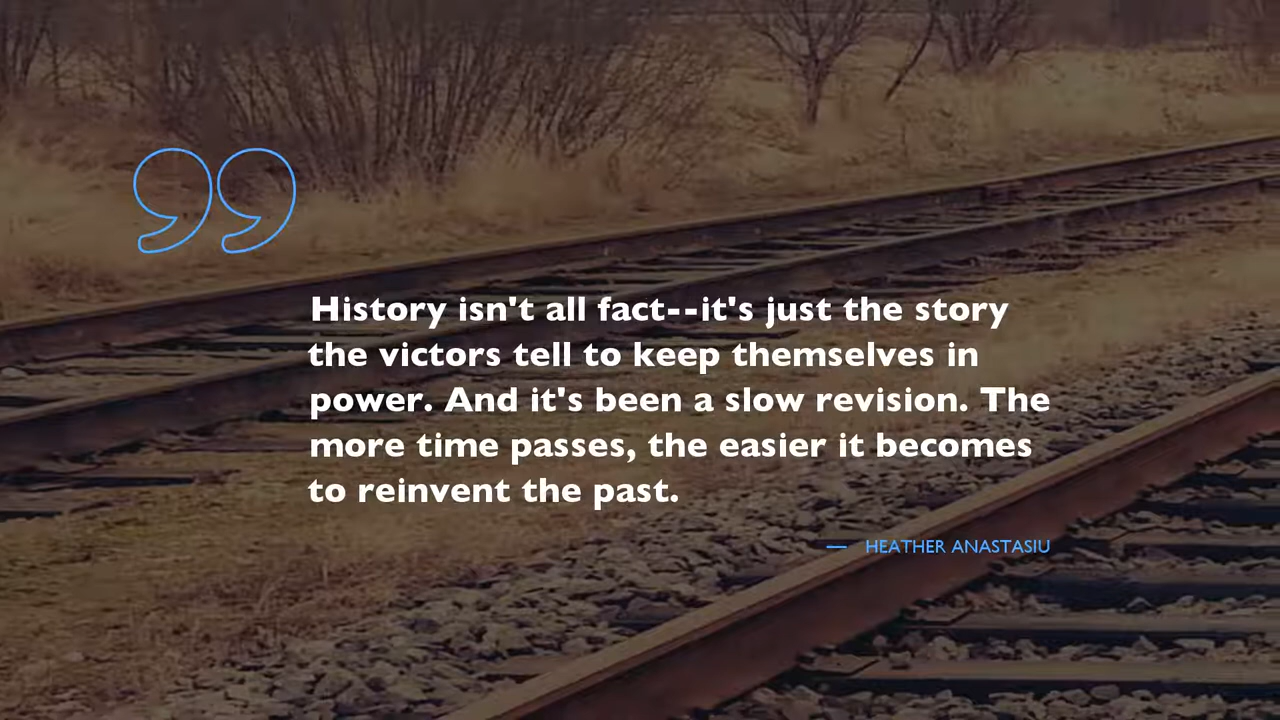 History isn't all fact--it's just the story
the victors tell to keep themselves in
power. And it's been a slow revision. The
more time passes, the easier it becomes
to reinvent the past.
— HEATHER ANASTASIU